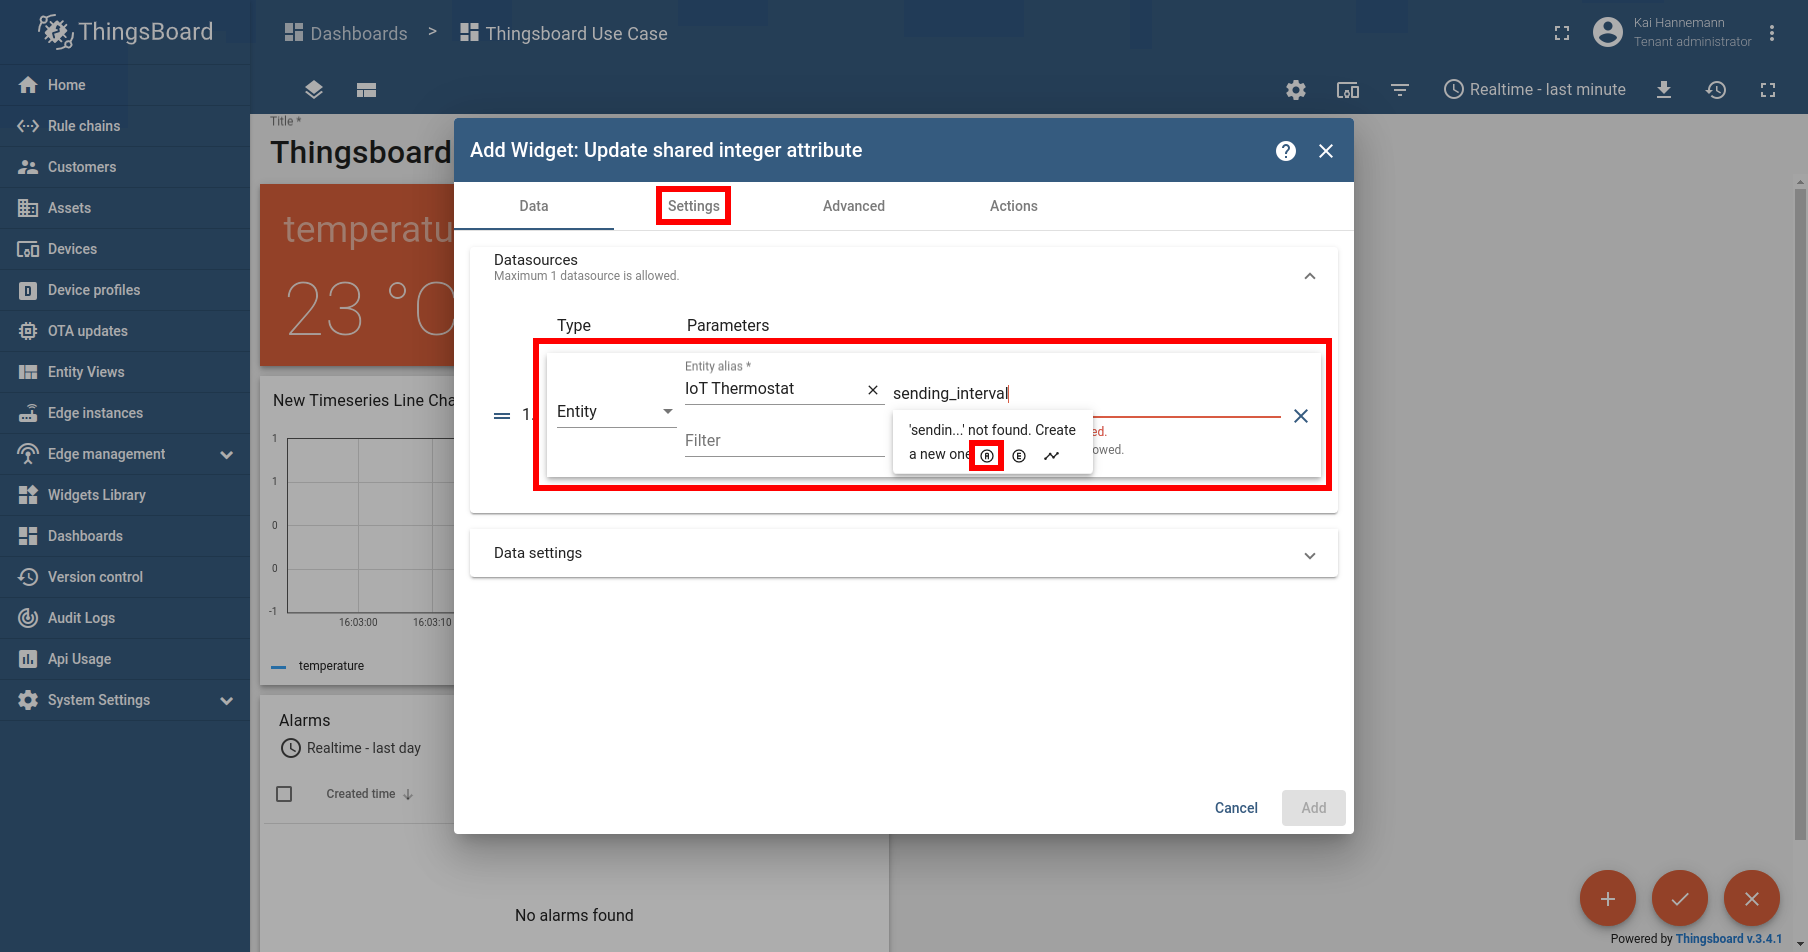 ThingsBoard
Dashboards > Thingsboard Use Case
Kai Hannemann
Tenant administrator
Realtime - last minute
Home
Rule chains
Customers
Assets
Devices
Device profiles
OTA updates
Entity Views
Edge instances
Edge management
Widgets Library
Dashboards
Version control
Audit Logs
Api Usage
System Settings
Title *
Thingsboard
temperatu
23 °C
New Timeseries Line Cha
1
1
0
0
-1
16:03:00 16:03:10
temperature
Alarms
Realtime - last day
Created time
No alarms found
Add Widget: Update shared integer attribute
Data Settings Advanced Actions
Datasources
Maximum 1 datasource is allowed.
Type Parameters
1.
Entity
Entity alias *
IoT Thermostat
Filter
sending_interval
'sendin...' not found. Create
a new one
ed.
owed.
Data settings
Cancel Add
Powered by Thingsboard v.3.4.1